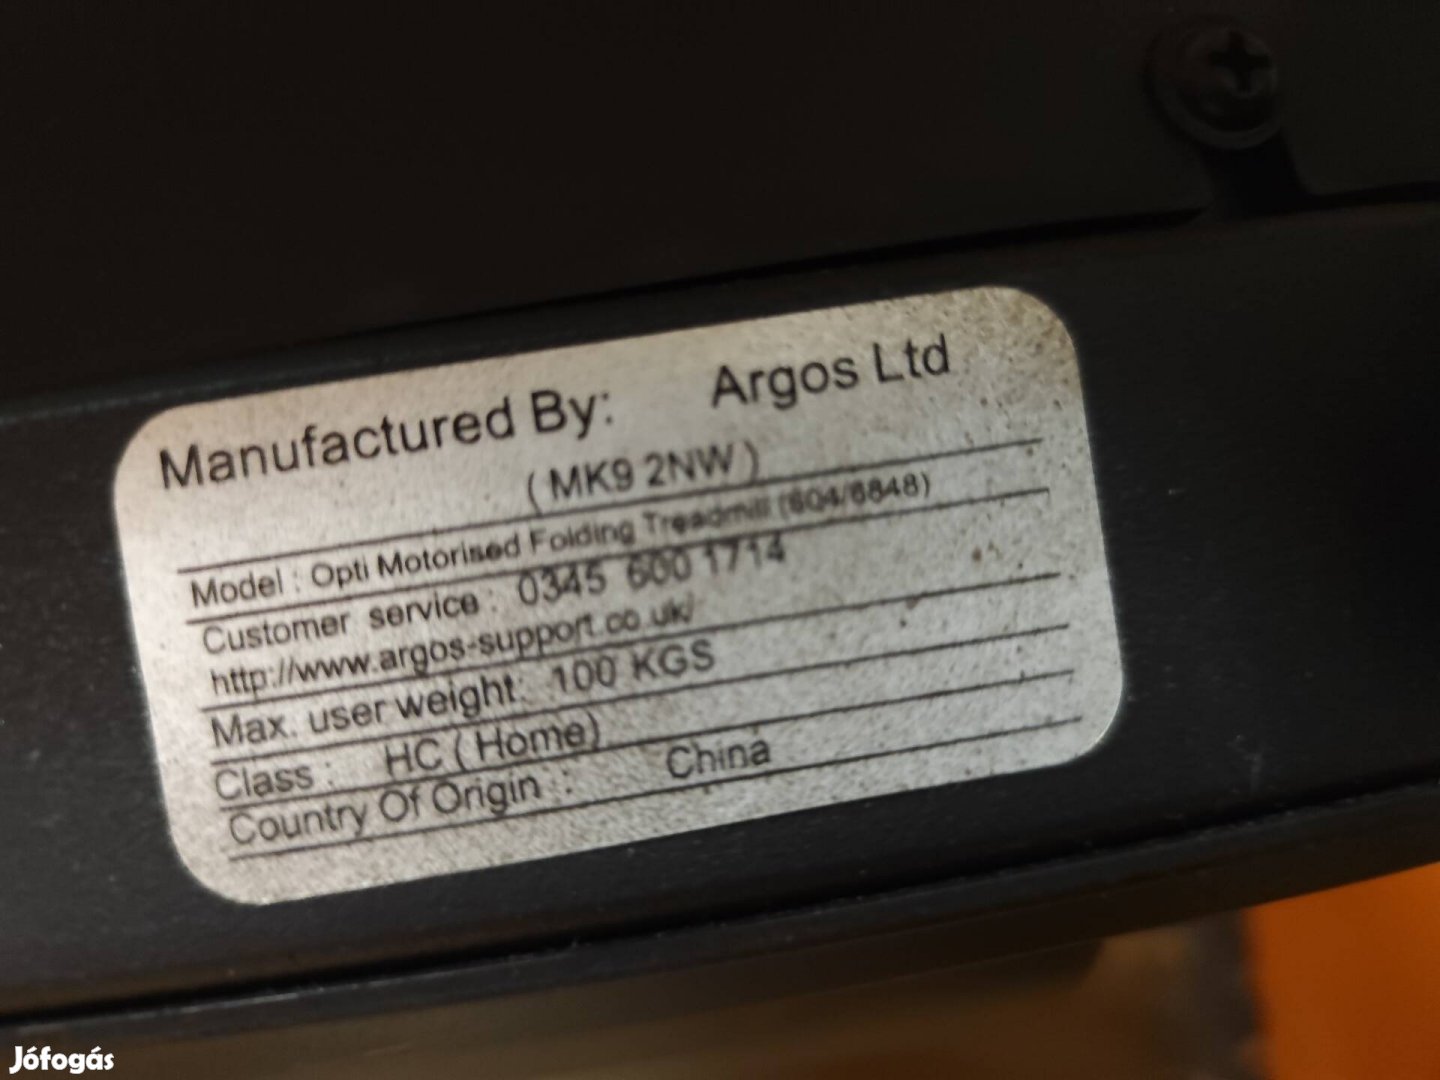 Manufactured By: Argos Ltd
( MK9 2NW )
Model : Opti Motorised Folding Treadmill (604/6848)
Customer service : 0345 600 1714
http://www.argos-support.co.uk/
Max. user weight: 100 KGS
Class : HC ( Home)
Country Of Origin : China
Jófogás